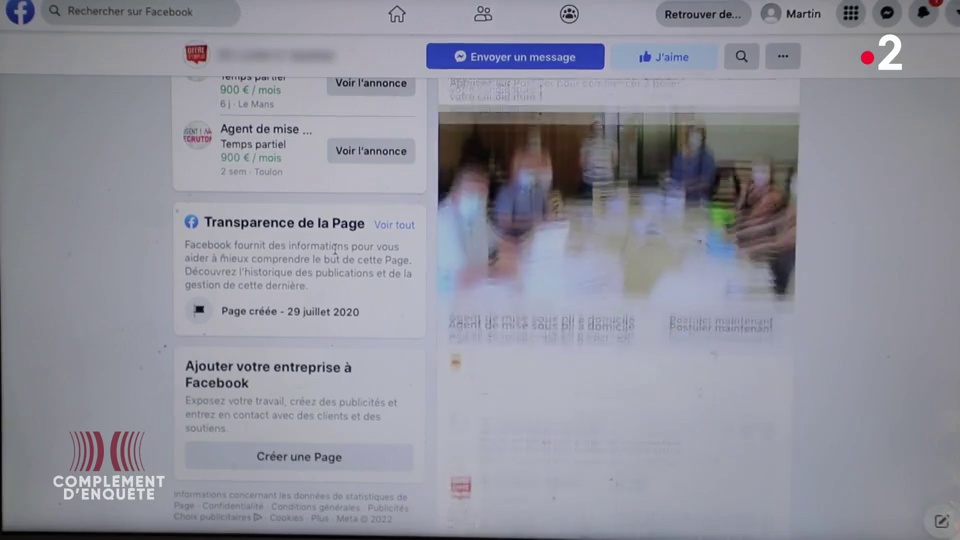 Rechercher sur Facebook
Retrouver de...
Martin
2
OFFRE
Envoyer un message
J'aime
...
Temps partiel
900 € / mois
6 j · Le Mans
Voir l'annonce
Agent de mise ...
Temps partiel
900 € / mois
2 sem · Toulon
Voir l'annonce
Transparence de la Page
Voir tout
Facebook fournit des informations pour vous
aider à mieux comprendre le but de cette Page.
Découvrez l'historique des publications et de la
gestion de cette dernière.
Page créée - 29 juillet 2020
Ajouter votre entreprise à
Facebook
Exposez votre travail, créez des publicités et
entrez en contact avec des clients et des
soutiens.
Créer une Page
Informations concernant les données de statistiques de
Page · Confidentialité · Conditions générales · Publicités
Choix publicitaires · Cookies · Plus · Meta © 2022
Agent de mise sous pli à domicile
Postuler maintenant
COMPLÉMENT
D'ENQUÊTE